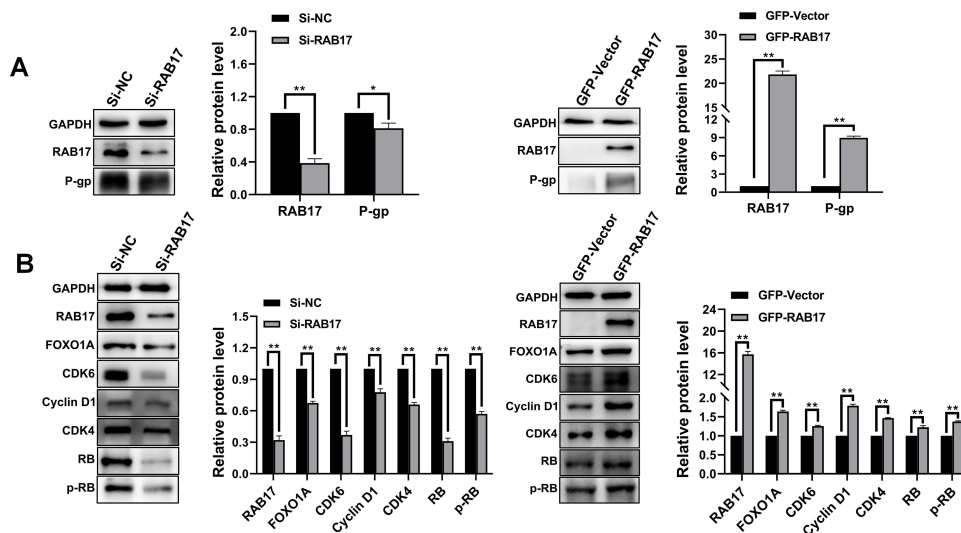 A
Si-NC
Si-RAB17
GAPDH
RAB17
P-gp
Si-NC
Si-RAB17
Relative protein level
2.0
1.6
1.2
0.8
0.4
0.0
**
*
RAB17
P-gp
GFP-Vector
GFP-RAB17
GAPDH
RAB17
P-gp
GFP-Vector
GFP-RAB17
Relative protein level
30
25
20
15
9
6
3
0
**
**
RAB17
P-gp
B
Si-NC
Si-RAB17
GAPDH
RAB17
FOXO1A
CDK6
Cyclin D1
CDK4
RB
p-RB
Si-NC
Si-RAB17
Relative protein level
1.5
1.2
0.9
0.6
0.3
0.0
** ** ** ** ** ** **
RAB17
FOXO1A
CDK6
Cyclin D1
CDK4
RB
p-RB
GFP-Vector
GFP-RAB17
GAPDH
RAB17
FOXO1A
CDK6
Cyclin D1
CDK4
RB
p-RB
GFP-Vector
GFP-RAB17
Relative protein level
24
20
16
12
2.0
1.5
1.0
0.5
0.0
** ** ** ** ** ** **
RAB17
FOXO1A
CDK6
Cyclin D1
CDK4
RB
p-RB